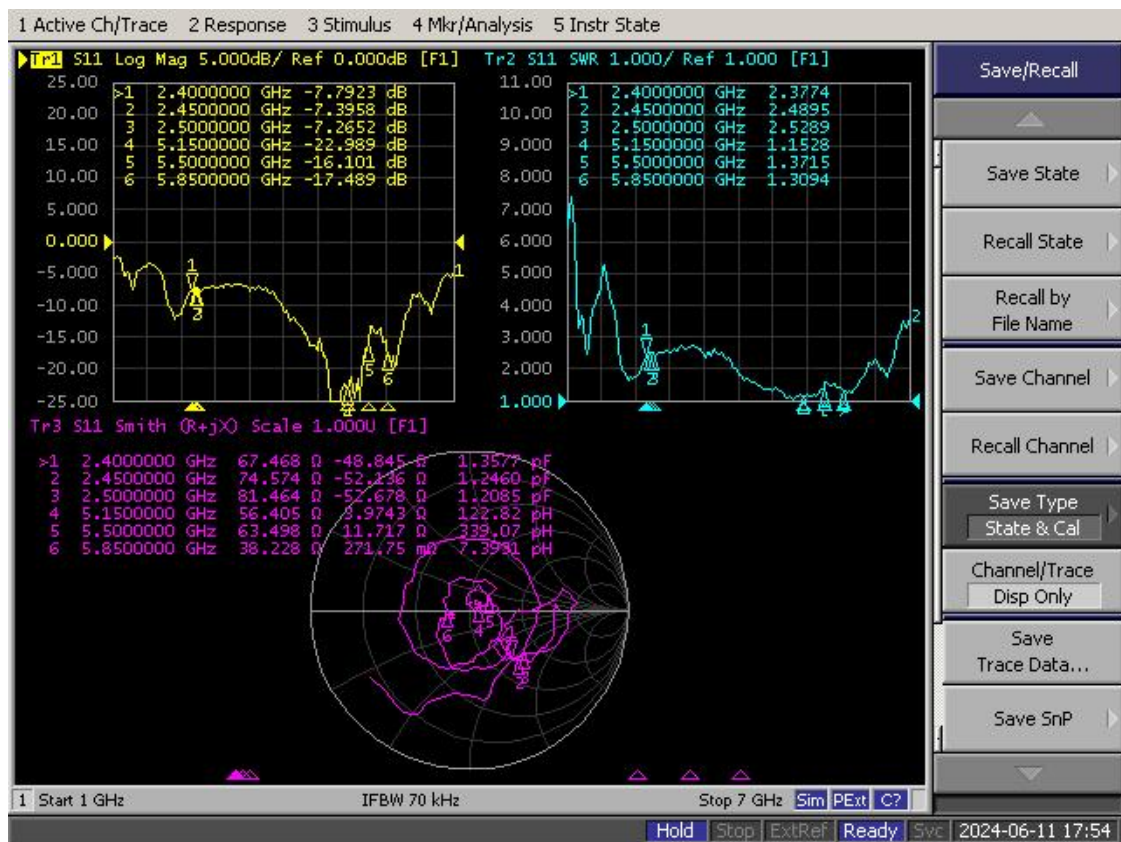 1 Active Ch/Trace 2 Response 3 Stimulus 4 Mkr/Analysis 5 Instr State
Tr1 S11 Log Mag 5.000dB/ Ref 0.000dB [F1]
25.00
20.00
15.00
10.00
5.000
0.000
-5.000
-10.00
-15.00
-20.00
-25.00
>1 2.4000000 GHz -7.7923 dB
2 2.4500000 GHz -7.3958 dB
3 2.5000000 GHz -7.2652 dB
4 5.1500000 GHz -22.989 dB
5 5.5000000 GHz -16.101 dB
6 5.8500000 GHz -17.489 dB
1
2
5
6
1
Tr2 S11 SWR 1.000/ Ref 1.000 [F1]
11.00
10.00
9.000
8.000
7.000
6.000
5.000
4.000
3.000
2.000
1.000
>1 2.4000000 GHz 2.3774
2 2.4500000 GHz 2.4895
3 2.5000000 GHz 2.5289
4 5.1500000 GHz 1.1528
5 5.5000000 GHz 1.3715
6 5.8500000 GHz 1.3094
1
2
Tr3 S11 Smith (R+jX) Scale 1.000U [F1]
>1 2.4000000 GHz 67.468 Ω -48.845 Ω 1.3577 pF
2 2.4500000 GHz 74.574 Ω -52.136 Ω 1.2460 pF
3 2.5000000 GHz 81.464 Ω -52.678 Ω 1.2085 pF
4 5.1500000 GHz 56.405 Ω 3.9743 Ω 122.82 pH
5 5.5000000 GHz 63.498 Ω 11.717 Ω 339.07 pH
6 5.8500000 GHz 38.228 Ω 271.75 mΩ 7.3931 pH
5
4
6
1 Start 1 GHz IFBW 70 kHz Stop 7 GHz Sim PExt C?
Hold Stop ExtRef Ready Svc 2024-06-11 17:54
Save/Recall
Save State
Recall State
Recall by
File Name
Save Channel
Recall Channel
Save Type
State & Cal
Channel/Trace
Disp Only
Save
Trace Data...
Save SnP